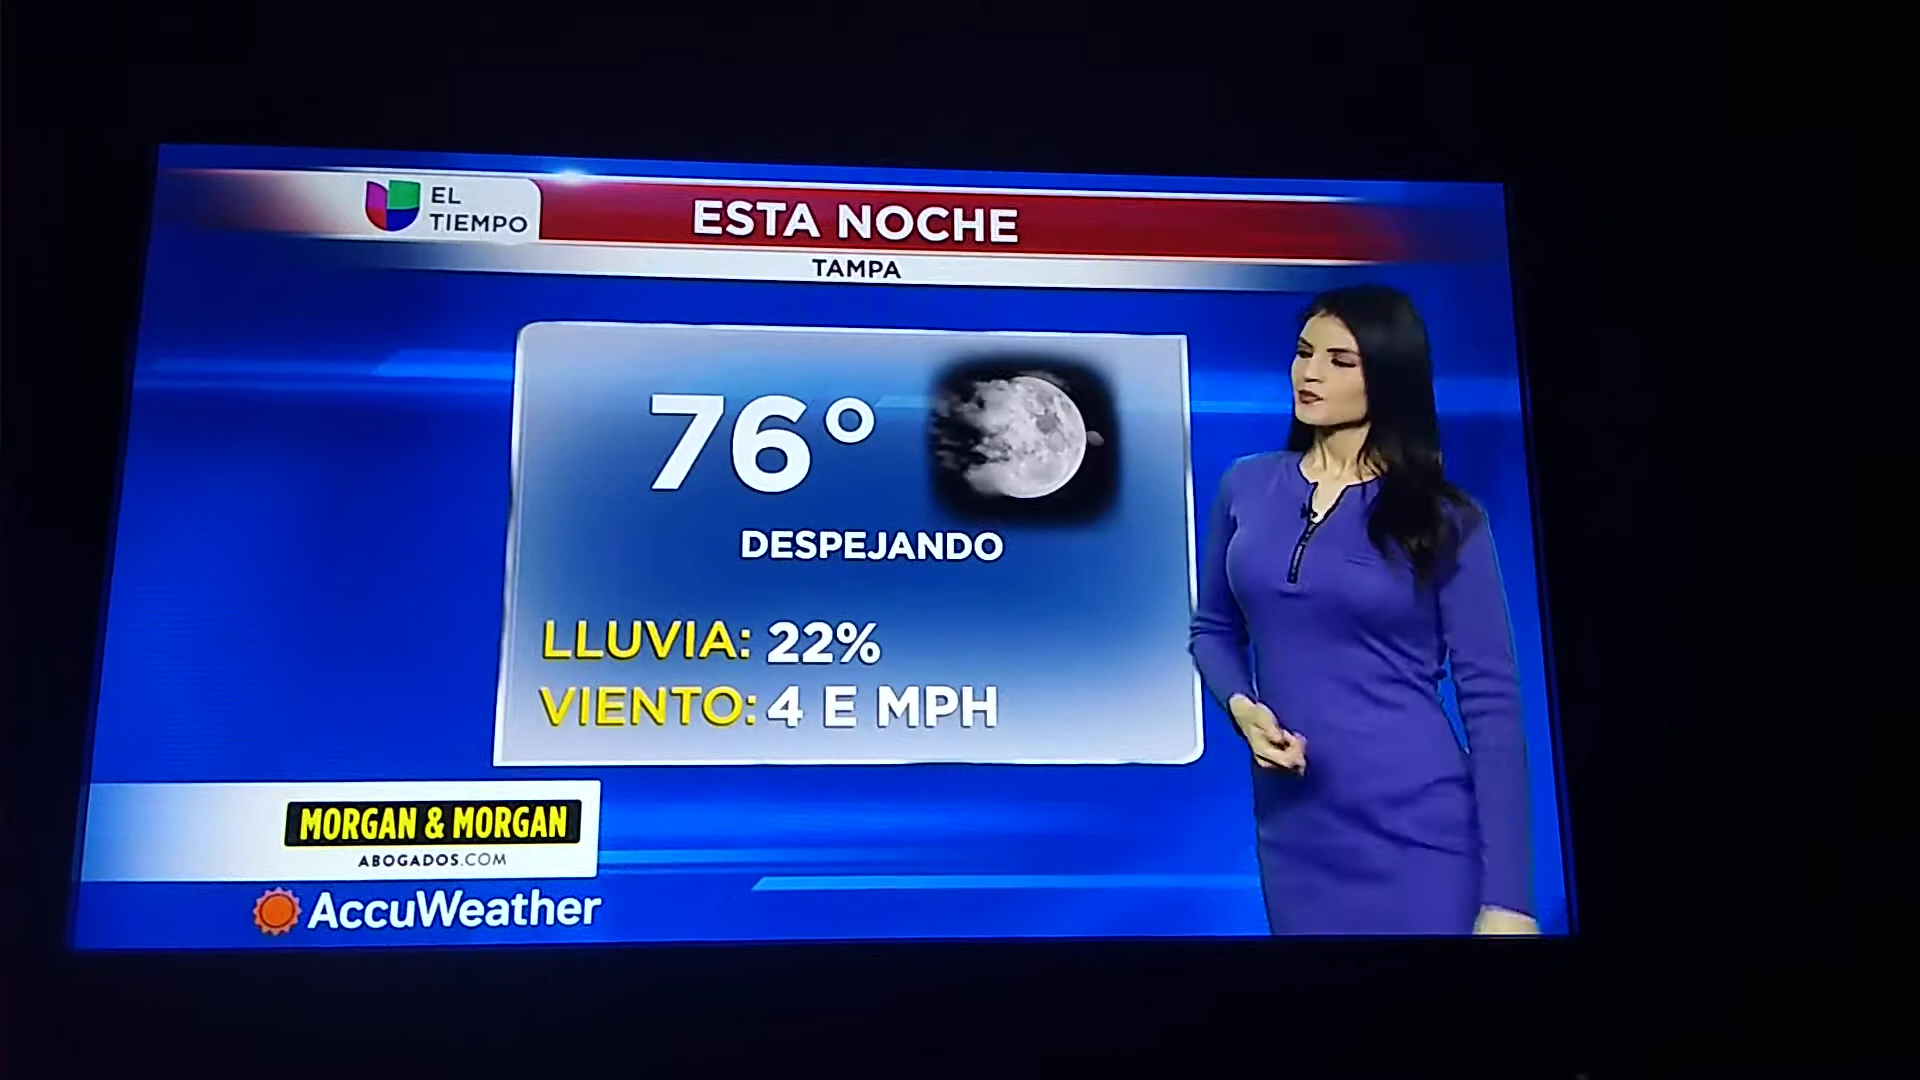 EL
TIEMPO
ESTA NOCHE
TAMPA
76°
DESPEJANDO
LLUVIA: 22%
VIENTO: 4 E MPH
MORGAN & MORGAN
ABOGADOS.COM
AccuWeather